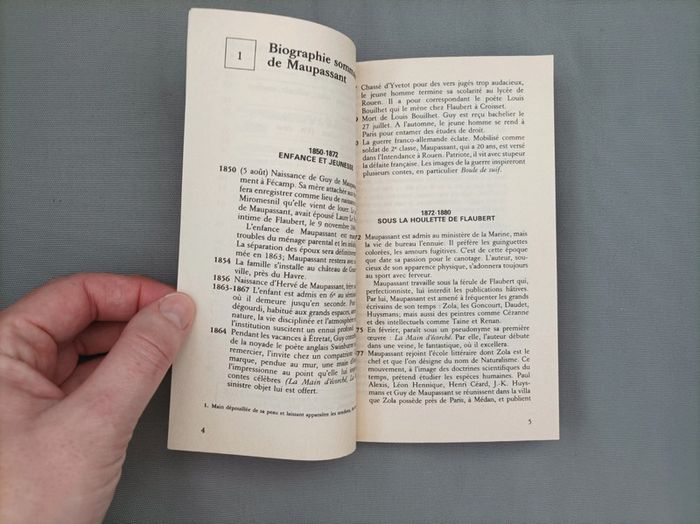 1
Biographie
de Maupassant
1850-1872
ENFANCE ET JEUNESSE
1850 (5 août) Naissance de Guy de
ment à Fécamp. Sa mère attachée aux
fera enregistrer comme lieu de
Miromesnil qu'elle vient de louer. Le
de Maupassant, avait épousé Laure Le
intime de Flaubert, le 9 novembre
L'enfance de Maupassant est
troubles du ménage parental et les
La séparation des époux sera
mée en 1863; Maupassant restera
1854 La famille s'installe au château de
ville, près du Havre.
1856 Naissance d'Hervé de Maupassant,
1863-1867 L'enfant est admis en 6e au
où il demeure jusqu'en seconde.
dégourdi, habitué aux grands espaces,
nature, la vie disciplinée et l'atmosphère
l'institution suscitent un ennui profond.
1864 Pendant les vacances à Étretat, Guy
de la noyade le poète anglais
remercier, l'invite chez un
marque, pendue au mur, une main
l'impressionne au point qu'elle lui
contes célèbres (La Main d'écorché, La
sinistre objet lui est offert.
1. Main dépouillée de sa peau et laissant apparaître les tendons,
4
Chassé d'Yvetot pour des vers jugés trop audacieux,
le jeune homme termine sa scolarité au lycée de
Rouen. Il a pour correspondant le poète Louis
Bouilhet qui le mène chez Flaubert à Croisset.
Mort de Louis Bouilhet. Guy est reçu bachelier le
27 juillet. A l'automne, le jeune homme se rend à
Paris pour entamer des études de droit.
La guerre franco-allemande éclate. Mobilisé comme
soldat de 2e classe, Maupassant, qui a 20 ans, est versé
dans l'Intendance à Rouen. Patriote, il vit avec stupeur
la défaite française. Les images de la guerre inspireront
plusieurs contes, en particulier Boule de suif.
1872-1880
SOUS LA HOULETTE DE FLAUBERT
Maupassant est admis au ministère de la Marine, mais
la vie de bureau l'ennuie. Il préfère les guinguettes
colorées, les amours fugitives. C'est de cette époque
que date sa passion pour le canotage. L'auteur, sou-
cieux de son apparence physique, s'adonnera toujours
au sport avec ferveur.
Maupassant travaille sous la férule de Flaubert qui,
perfectionniste, lui interdit les publications hâtives.
Par lui, Maupassant est amené à fréquenter les grands
écrivains de son temps : Zola, les Goncourt, Daudet,
Huysmans; mais aussi des peintres comme Cézanne
et des intellectuels comme Taine et Renan.
75 En février, paraît sous un pseudonyme sa première
œuvre : La Main d'écorché. Par elle, l'auteur débute
dans une veine, le fantastique, où il excellera.
77 Maupassant rejoint l'école littéraire dont Zola est le
chef et que l'on désigne du nom de Naturalisme. Ce
mouvement, à l'image des doctrines scientifiques du
temps, prétend étudier les espèces humaines. Paul
Alexis, Léon Hennique, Henri Céard, J.-K. Huys-
mans et Guy de Maupassant se réunissent dans la villa
que Zola possède près de Paris, à Médan, et publient
5